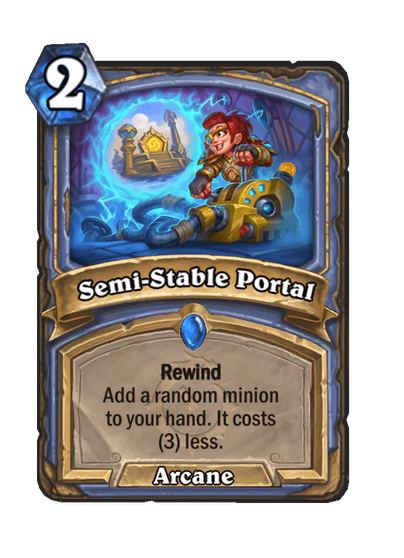 2
Semi-Stable Portal
Rewind
Add a random minion
to your hand. It costs
(3) less.
Arcane